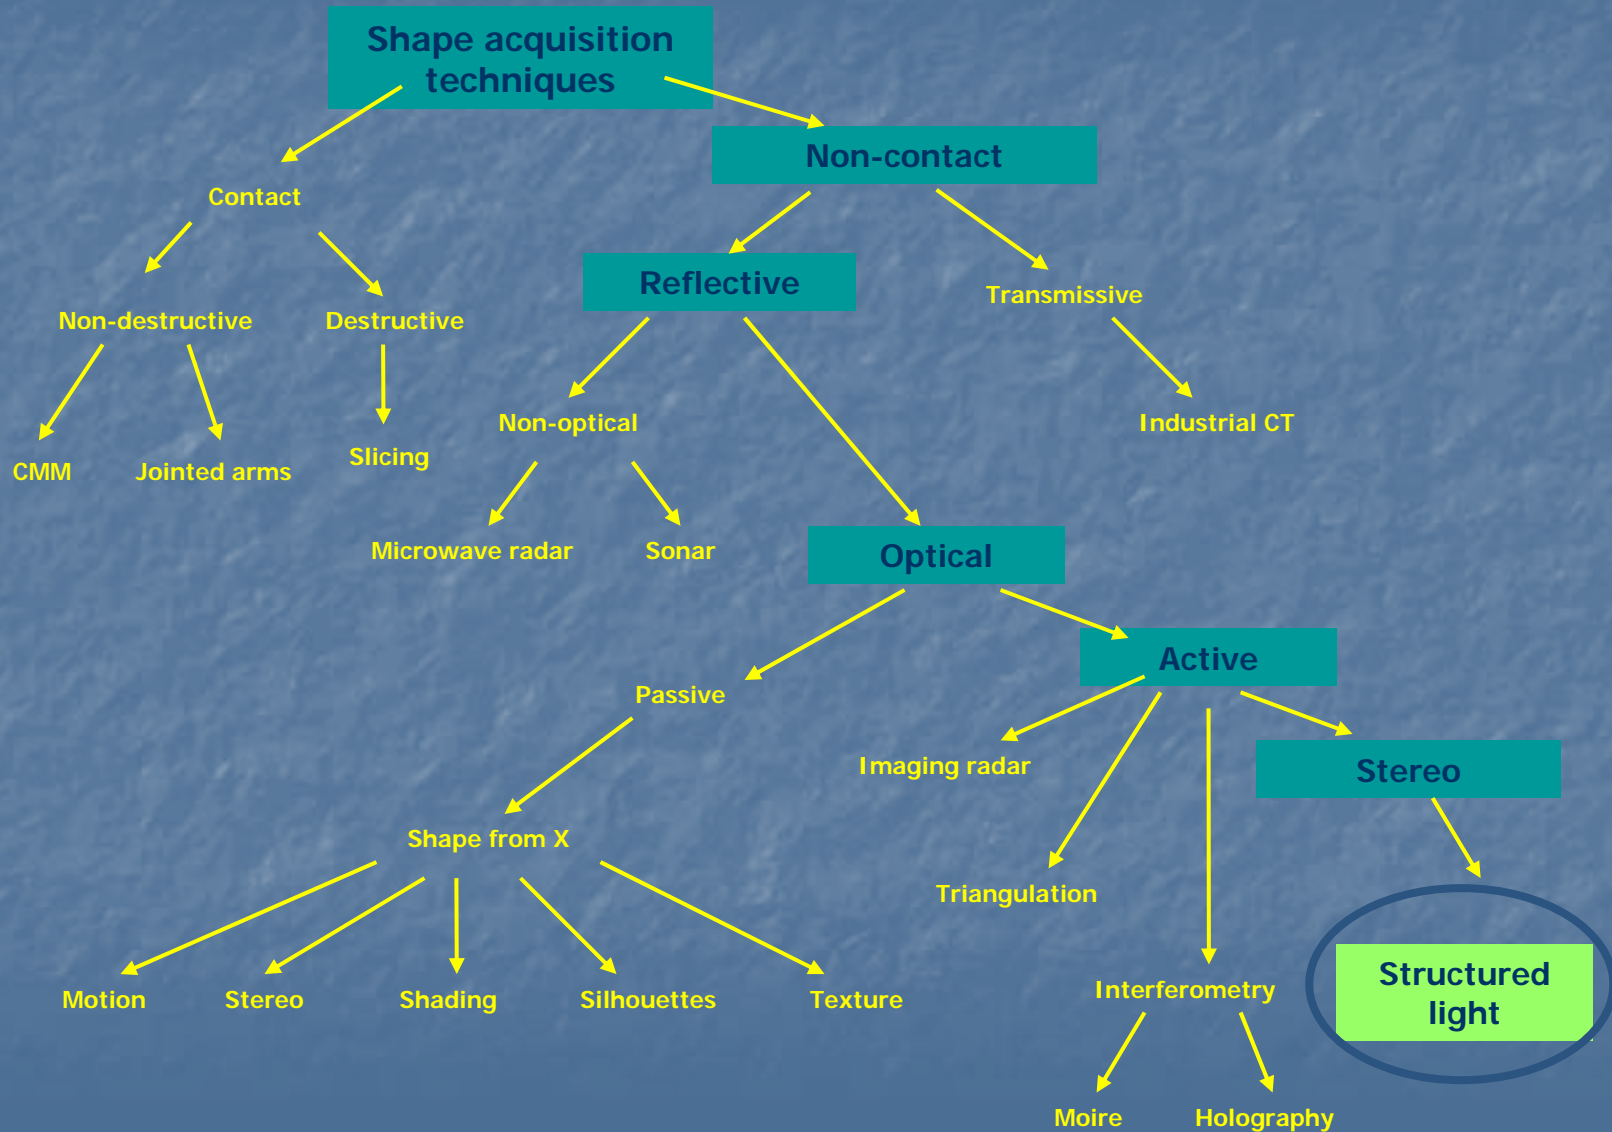 Shape acquisition
techniques
Non-contact
Contact
Reflective
Transmissive
Non-destructive
Destructive
Non-optical
Industrial CT
CMM
Jointed arms
Slicing
Microwave radar
Sonar
Optical
Active
Passive
Imaging radar
Stereo
Shape from X
Triangulation
Structured
light
Motion
Stereo
Shading
Silhouettes
Texture
Interferometry
Moire
Holography